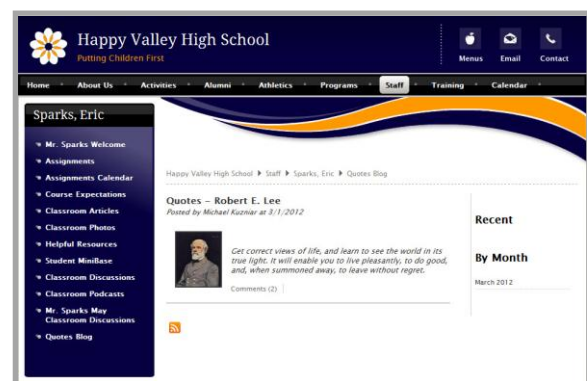 Happy Valley High School
Putting Children First
Menus Email Contact
Home About Us Activities Alumni Athletics Programs Staff Training Calendar
Sparks, Eric
Mr. Sparks Welcome
Assignments
Assignments Calendar
Course Expectations
Classroom Articles
Classroom Photos
Helpful Resources
Student MiniBase
Classroom Discussions
Classroom Podcasts
Mr. Sparks May
Classroom Discussions
Quotes Blog
Happy Valley High School Staff Sparks, Eric Quotes Blog
Quotes – Robert E. Lee
Posted by Michael Kuzniar at 3/1/2012
Get correct views of life, and learn to see the world in its
true light. It will enable you to live pleasantly, to do good,
and, when summoned away, to leave without regret.
Comments (2)
Recent
By Month
March 2012